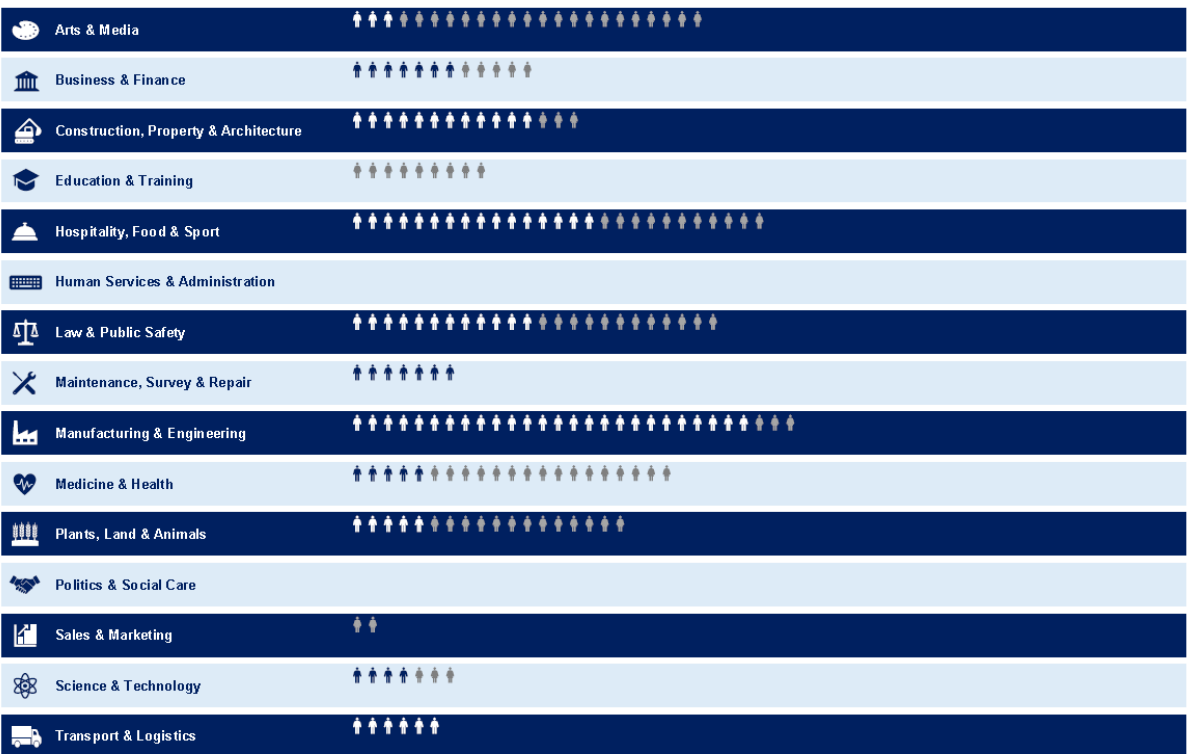 Arts & Media
Business & Finance
Construction, Property & Architecture
Education & Training
Hospitality, Food & Sport
Human Services & Administration
Law & Public Safety
Maintenance, Survey & Repair
Manufacturing & Engineering
Medicine & Health
Plants, Land & Animals
Politics & Social Care
Sales & Marketing
Science & Technology
Transport & Logistics